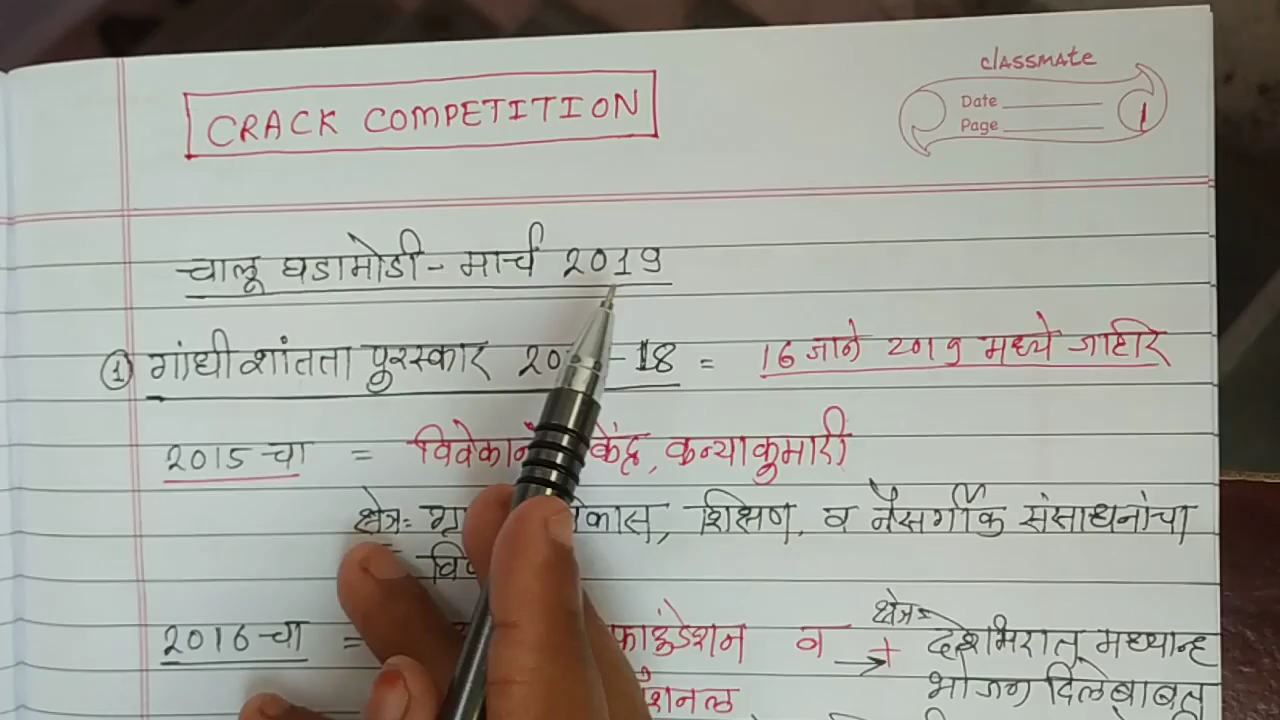 classmate
Date
Page
1
CRACK COMPETITION
चालू घडामोडी - मार्च 2019
① गांधी शांतता पुरस्कार -18 = 16 जाने 2019 मध्ये जाहीर
2015 चा = केंद्र, कन्याकुमारी
क्षेत्र = शिक्षण, व नैसर्गीक संसाधनांचा
2016 चा = फाऊंडेशन व
क्षेत्र =
→ + देशभरात मध्यान्ह
भोजन दिलेबाबत